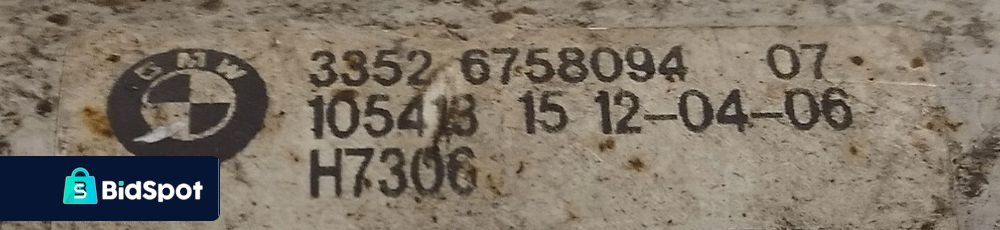 BMW
3352 6758094 07
105413 15 12-04-06
H7306
BidSpot